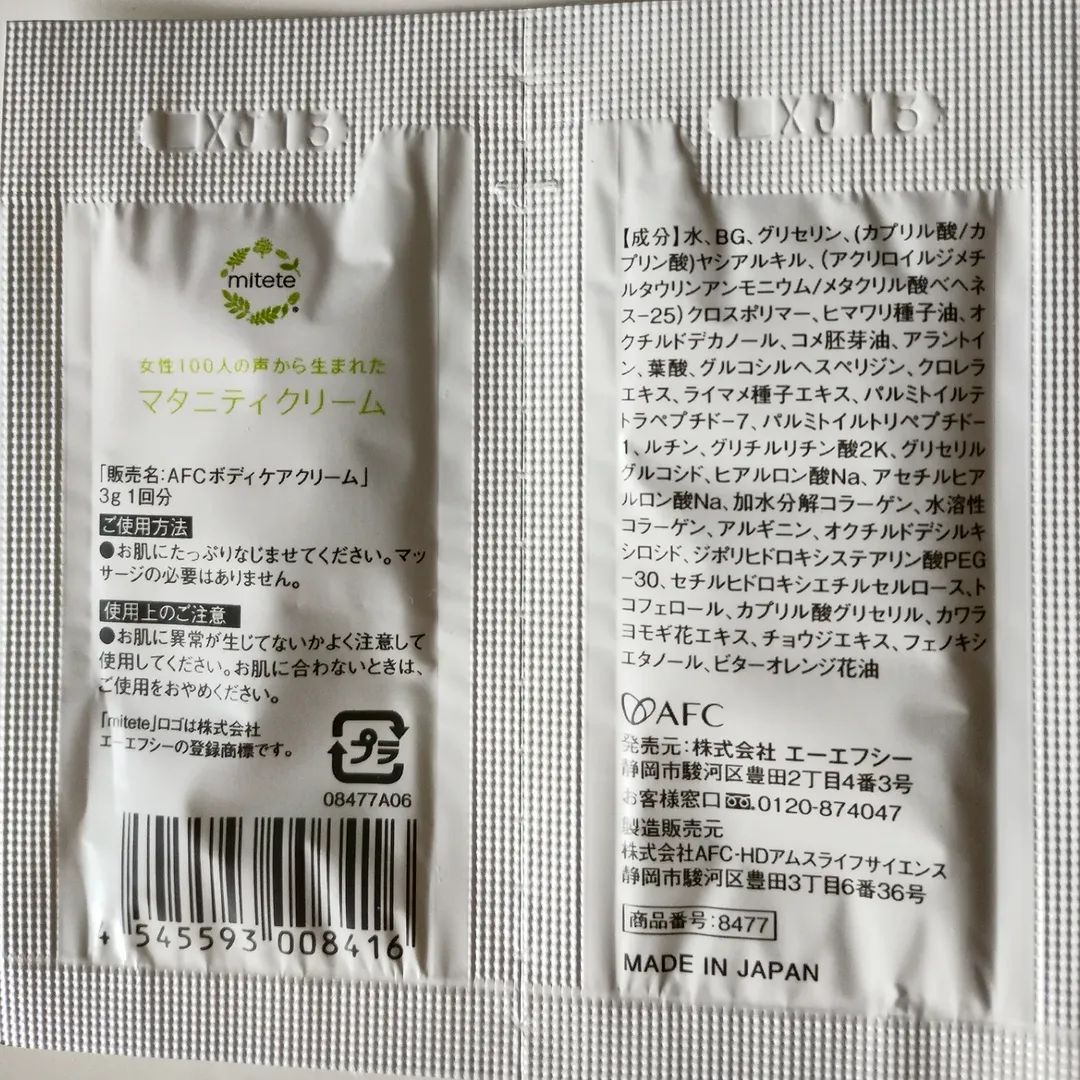 XJ13
mitete
女性100人の声から生まれた
マタニティクリーム
「販売名:AFCボディケアクリーム」
3g 1回分
ご使用方法
●お肌にたっぷりなじませてください。マッ
サージの必要はありません。
使用上のご注意
●お肌に異常が生じてないかよく注意して
使用してください。お肌に合わないときは、
ご使用をおやめください。
「mitete」ロゴは株式会社
エーエフシーの登録商標です。
プラ
08477A06
4 545593 008416
XJ13
【成分】水、BG、グリセリン、(カプリル酸/カ
プリン酸)ヤシアルキル、(アクリロイルジメチ
ルタウリンアンモニウム/メタクリル酸ベヘネ
ス-25)クロスポリマー、ヒマワリ種子油、オ
クチルドデカノール、コメ胚芽油、アラントイ
ン、葉酸、グルコシルヘスペリジン、クロレラ
エキス、ライマメ種子エキス、パルミトイルテ
トラペプチド-7、パルミトイルトリペプチド-
1、ルチン、グリチルリチン酸2K、グリセリル
グルコシド、ヒアルロン酸Na、アセチルヒア
ルロン酸Na、加水分解コラーゲン、水溶性
コラーゲン、アルギニン、オクチルドデシルキ
シロシド、ジポリヒドロキシステアリン酸PEG
-30、セチルヒドロキシエチルセルロース、ト
コフェロール、カプリル酸グリセリル、カワラ
ヨモギ花エキス、チョウジエキス、フェノキシ
エタノール、ビターオレンジ花油
AFC
発売元:株式会社 エーエフシー
静岡市駿河区豊田2丁目4番3号
お客様窓口 0120-874047
製造販売元
株式会社AFC-HDアムスライフサイエンス
静岡市駿河区豊田3丁目6番36号
商品番号:8477
MADE IN JAPAN